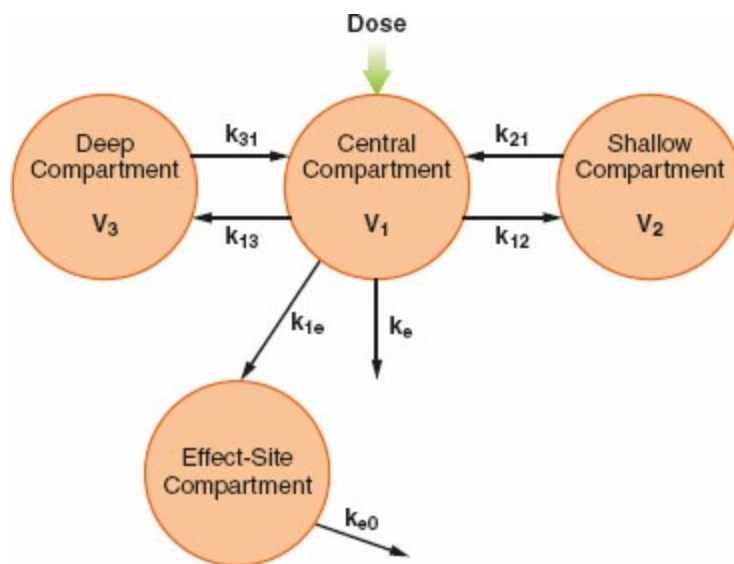 Dose
Deep
Compartment
V₃
k₃₁
k₁₃
Central
Compartment
V₁
k₂₁
k₁₂
Shallow
Compartment
V₂
k₁ₑ
kₑ
Effect-Site
Compartment
kₑ₀